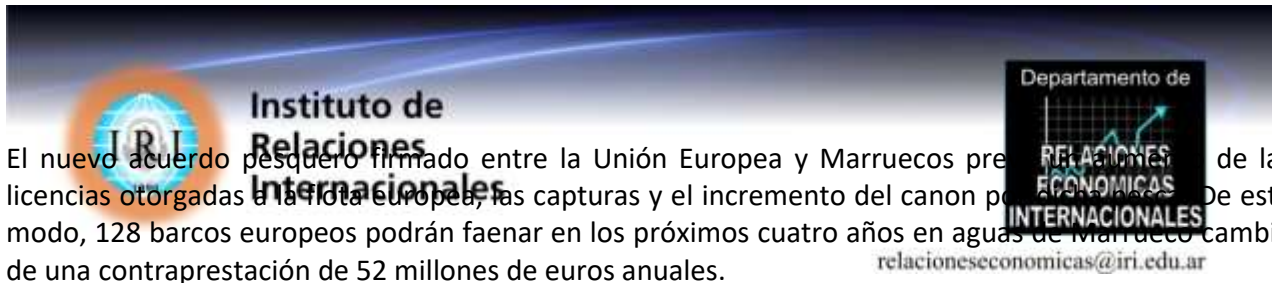 Departamento de
RELACIONES
ECONOMICAS
INTERNACIONALES
relacioneseconomicas@iri.edu.ar
IRI
Instituto de
Relaciones
Internacionales
El nuevo acuerdo pesquero firmado entre la Unión Europea y Marruecos de
licencias otorgadas a la flota europea, las capturas y el incremento del canon De
modo, 128 barcos europeos podrán faenar en los próximos cuatro años en aguas de Marrueco
de una contraprestación de 52 millones de euros anuales.